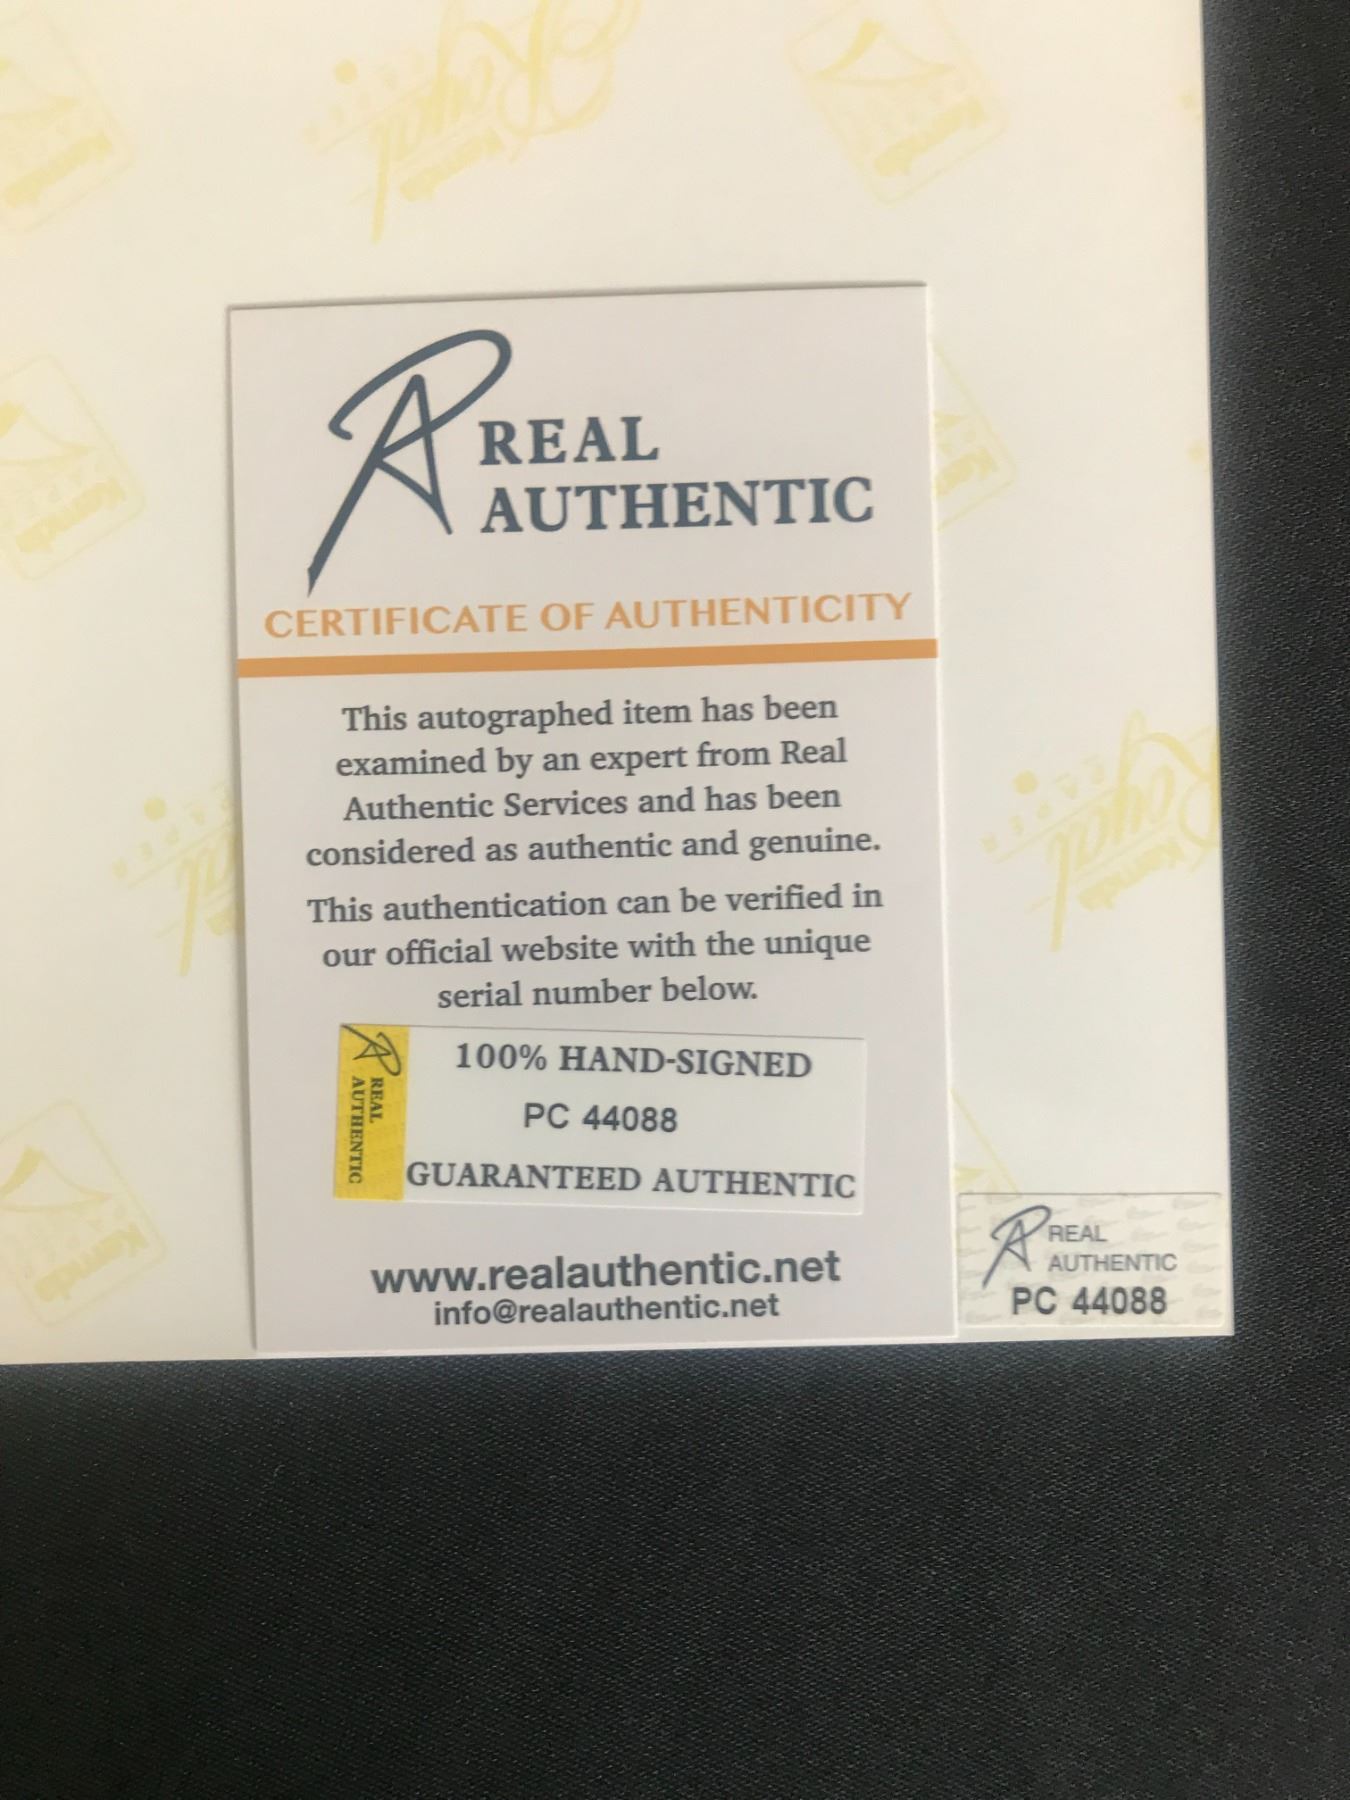 Royal
REAL
AUTHENTIC
CERTIFICATE OF AUTHENTICITY
This autographed item has been
examined by an expert from Real
Authentic Services and has been
considered as authentic and genuine.
This authentication can be verified in
our official website with the unique
serial number below.
REAL
AUTHENTIC
100% HAND-SIGNED
PC 44088
GUARANTEED AUTHENTIC
www.realauthentic.net
info@realauthentic.net
REAL
AUTHENTIC
PC 44088
Royal